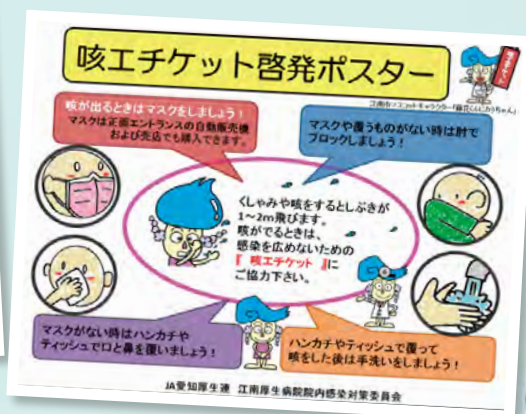 咳エチケット啓発ポスター
江南市マスコットキャラクター「藤花くんにかりちゃん」
咳が出るときはマスクをしましょう！
マスクは正面エントランスの自動販売機
および売店でも購入できます。
マスクや覆うものがない時は肘で
ブロックしましょう！
くしゃみや咳をするとしぶきが
1～2m飛びます。
咳がでるときは、
感染を広めないための
『 咳エチケット 』に
ご協力下さい。
マスクがない時はハンカチや
ティッシュで口と鼻を覆いましょう！
ハンカチやティッシュで覆って
咳をした後は手洗いをしましょう！
JA愛知厚生連 江南厚生病院院内感染対策委員会